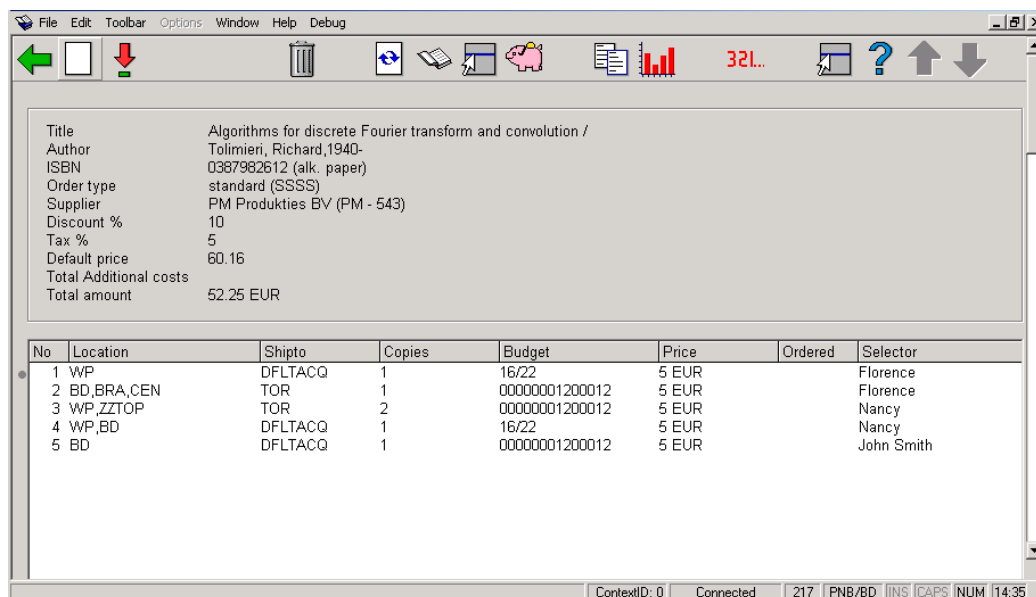 File Edit Toolbar Options Window Help Debug
321...
Title Algorithms for discrete Fourier transform and convolution /
Author Tolimieri, Richard,1940-
ISBN 0387982612 (alk. paper)
Order type standard (SSSS)
Supplier PM Produkties BV (PM - 543)
Discount % 10
Tax % 5
Default price 60.16
Total Additional costs
Total amount 52.25 EUR
No Location Shipto Copies Budget Price Ordered Selector
1 WP DFLTACQ 1 16/22 5 EUR Florence
2 BD,BRA,CEN TOR 1 00000001200012 5 EUR Florence
3 WP,ZZTOP TOR 2 00000001200012 5 EUR Nancy
4 WP,BD DFLTACQ 1 16/22 5 EUR Nancy
5 BD DFLTACQ 1 00000001200012 5 EUR John Smith
ContextID: 0 Connected 217 PNB/BD INS CAPS NUM 14:35